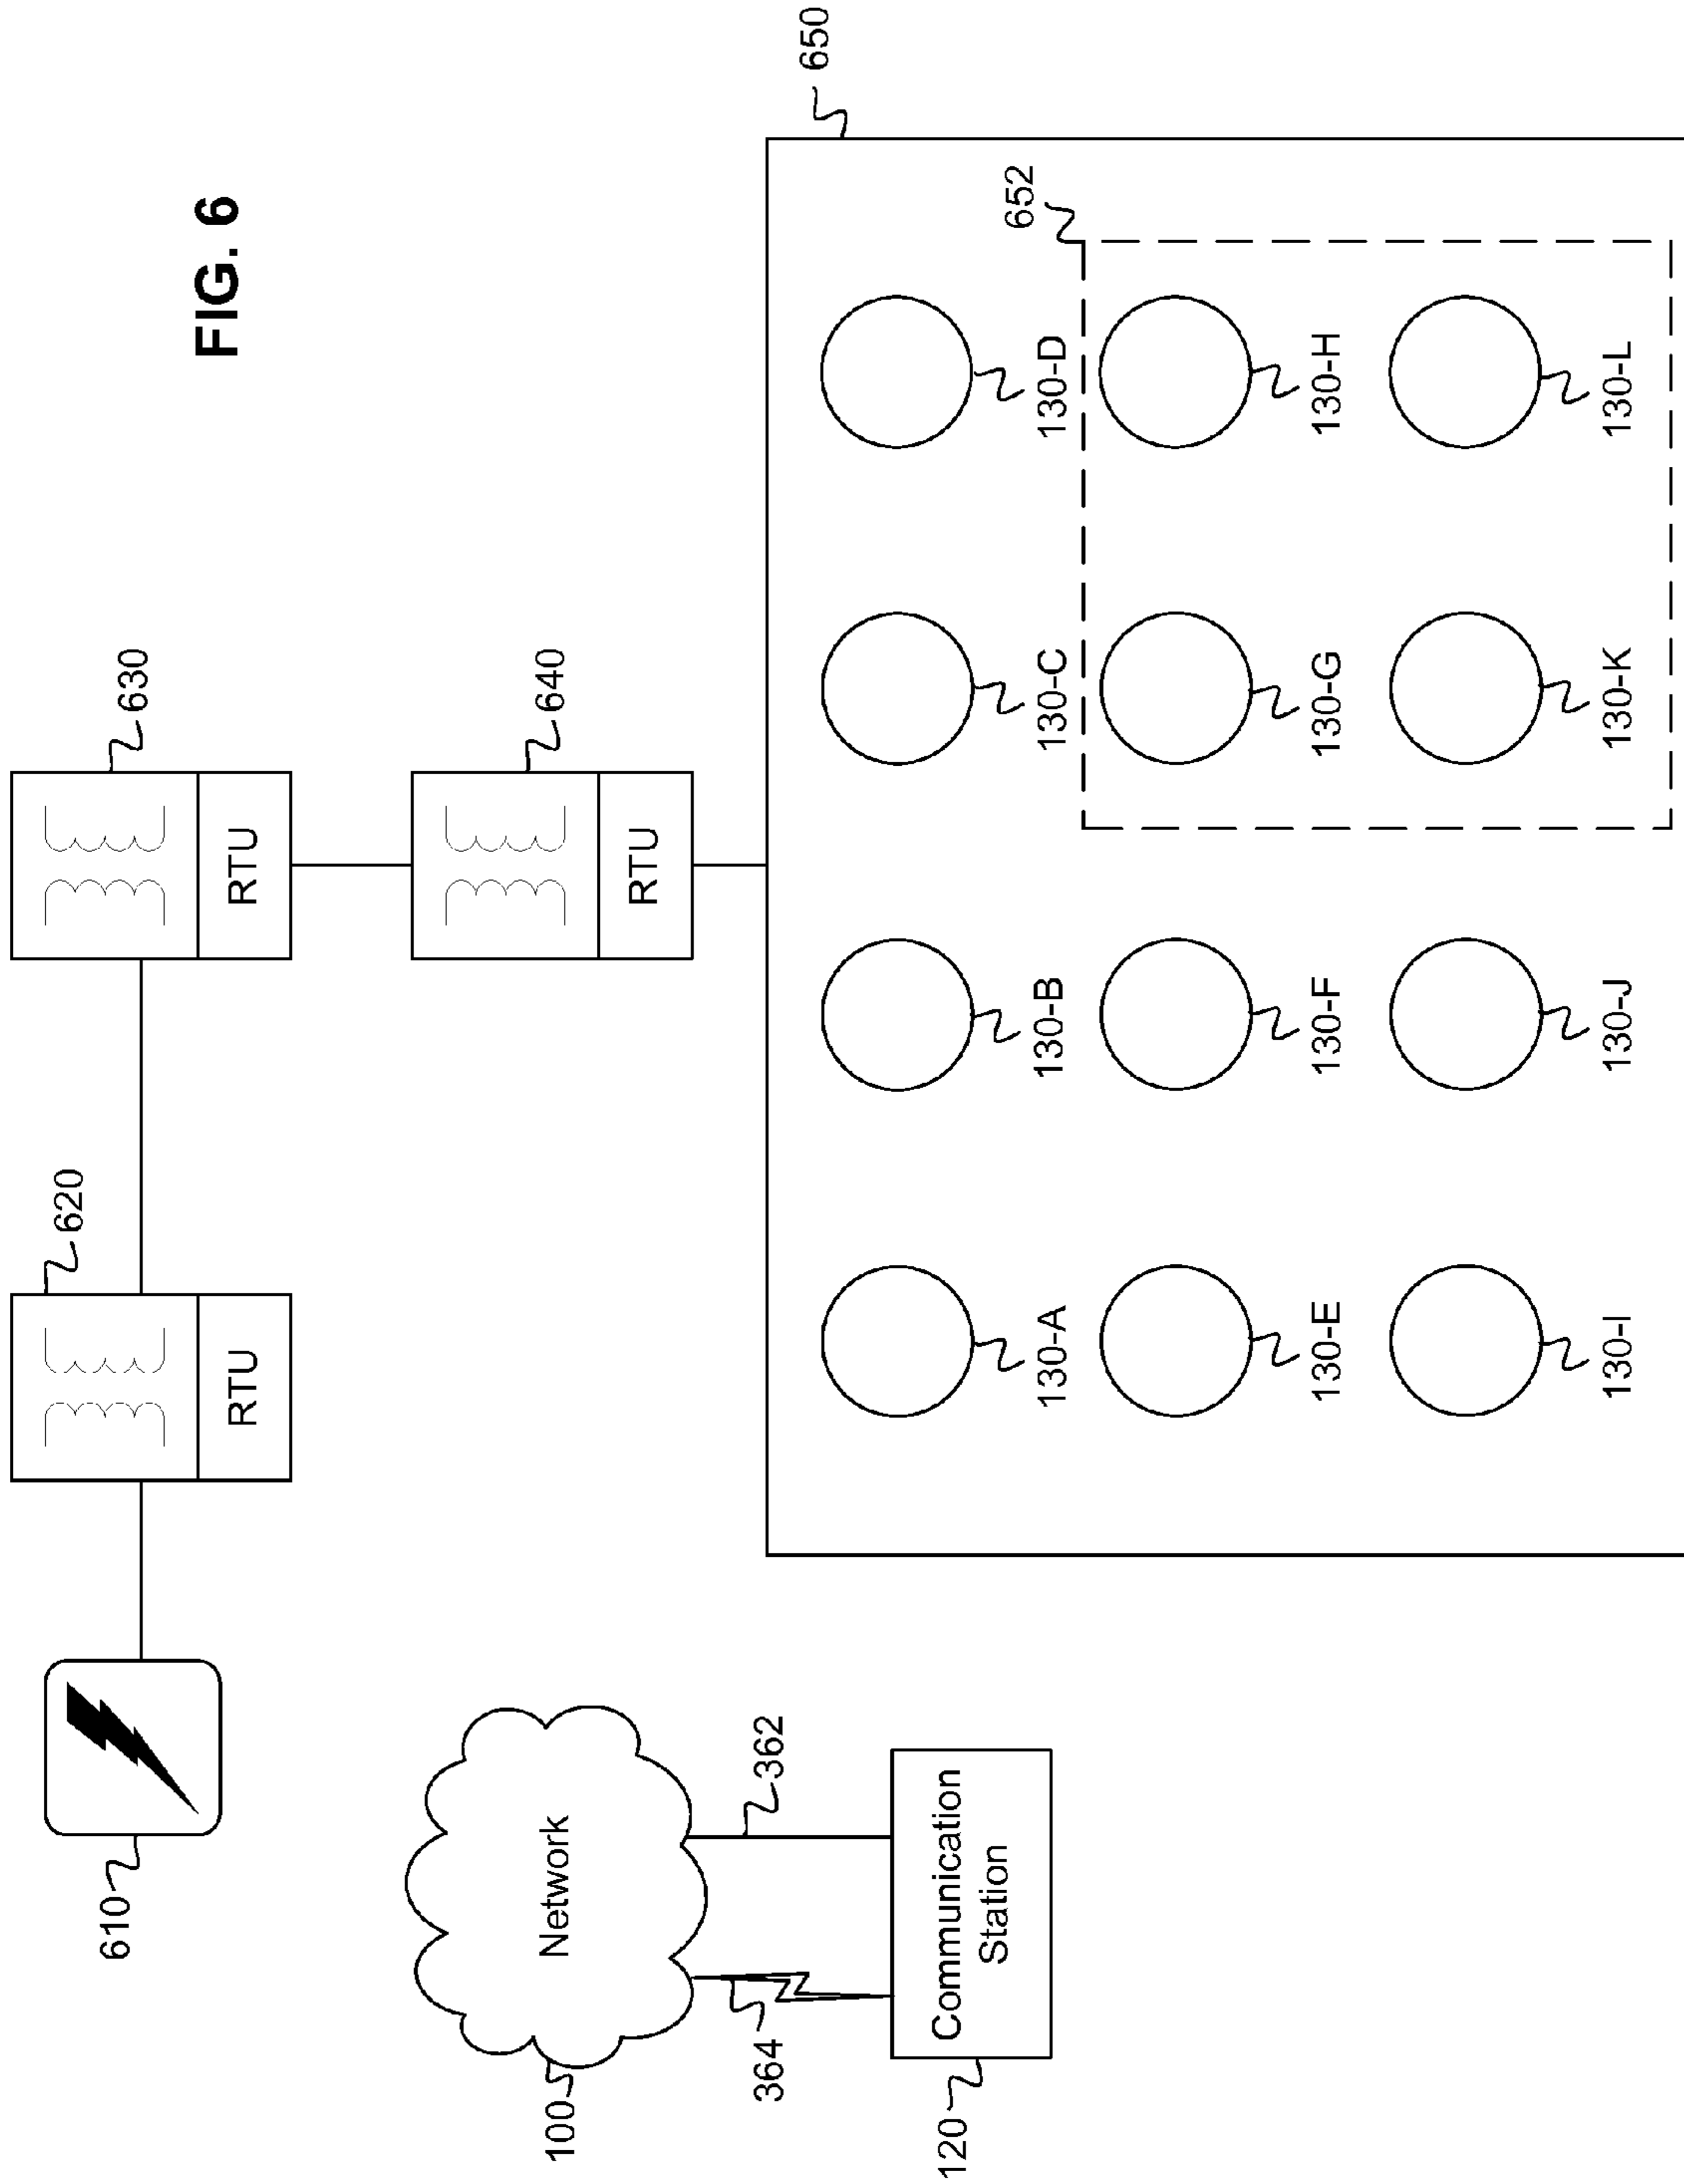 FIG. 6
610
620
630
RTU
RTU
640
RTU
100
Network
364
362
120
Communication
Station
650
652
130-A
130-B
130-C
130-D
130-E
130-F
130-G
130-H
130-I
130-J
130-K
130-L